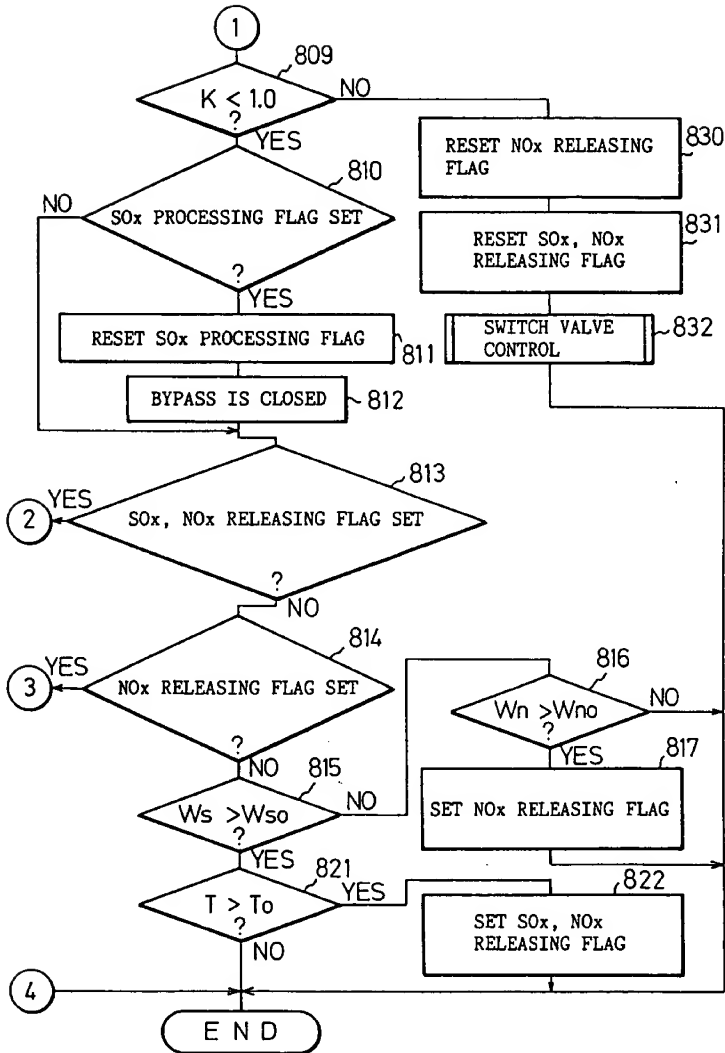 1
809
K < 1.0
?
NO
YES
830
RESET NOx RELEASING
FLAG
810
NO
SOx PROCESSING FLAG SET
?
YES
831
RESET SOx, NOx
RELEASING FLAG
RESET SOx PROCESSING FLAG
811
SWITCH VALVE
CONTROL
832
BYPASS IS CLOSED
812
813
YES
2
SOx, NOx RELEASING FLAG SET
?
NO
814
YES
3
NOx RELEASING FLAG SET
?
NO
816
Wn >Wno
?
NO
YES
817
SET NOx RELEASING FLAG
815
Ws >Wso
?
NO
YES
821
T > To
?
YES
NO
822
SET SOx, NOx
RELEASING FLAG
4
END